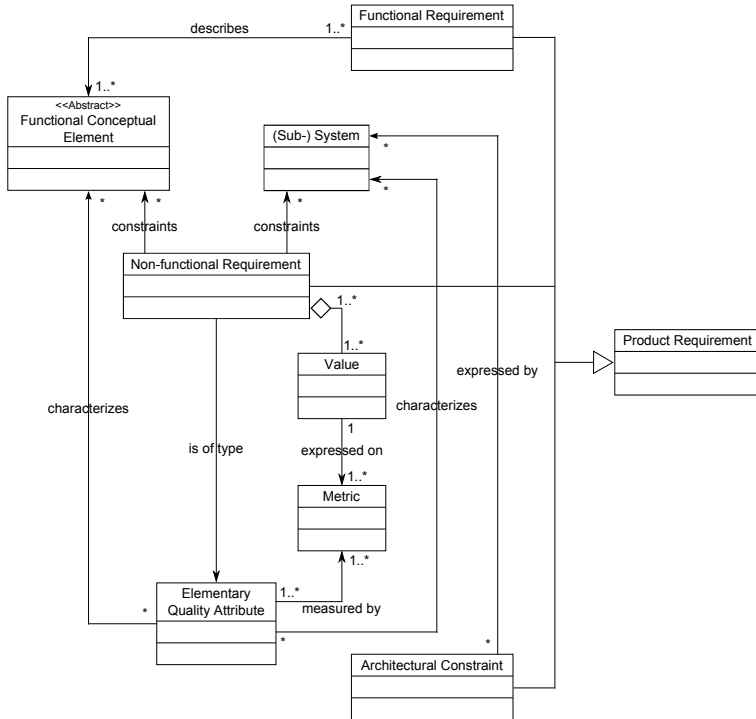 Functional Requirement
describes
1..*
1..*
<<Abstract>>
Functional Conceptual
Element
(Sub-) System
*
*
*
*
*
constraints
constraints
Non-functional Requirement
1..*
Product Requirement
1..*
Value
expressed by
characterizes
characterizes
1
is of type
expressed on
1..*
Metric
1..*
Elementary
Quality Attribute
1..*
measured by
*
*
*
Architectural Constraint